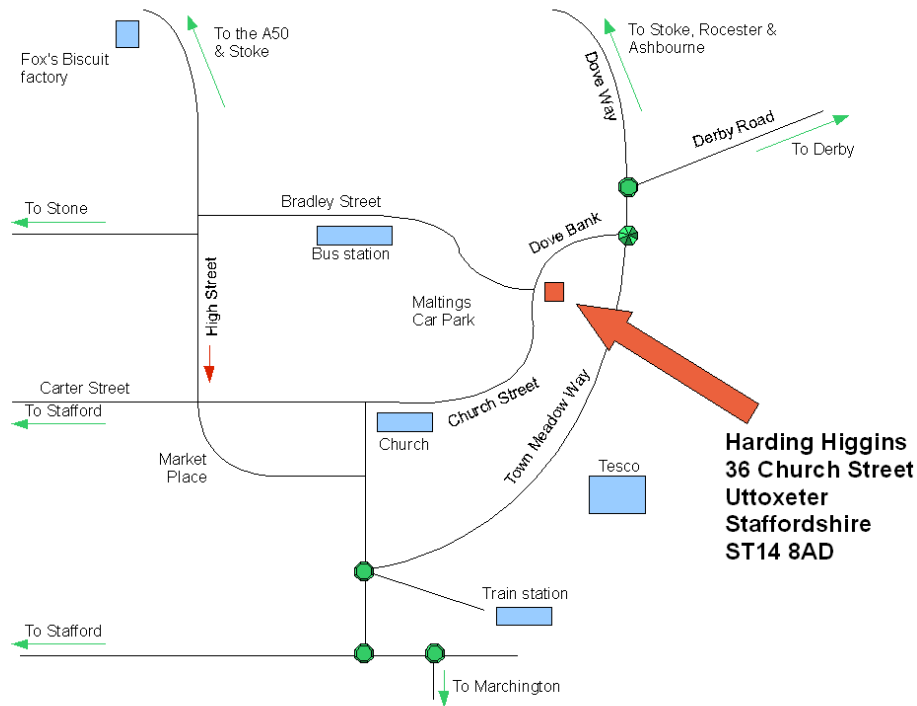 To the A50
& Stoke
Fox's Biscuit
factory
To Stoke, Rocester &
Ashbourne
Dove Way
Derby Road
To Derby
To Stone
Bradley Street
Bus station
Dove Bank
High Street
Maltings
Car Park
Carter Street
To Stafford
Church Street
Church
Market
Place
Town Meadow Way
Tesco
Harding Higgins
36 Church Street
Uttoxeter
Staffordshire
ST14 8AD
Train station
To Stafford
To Marchington